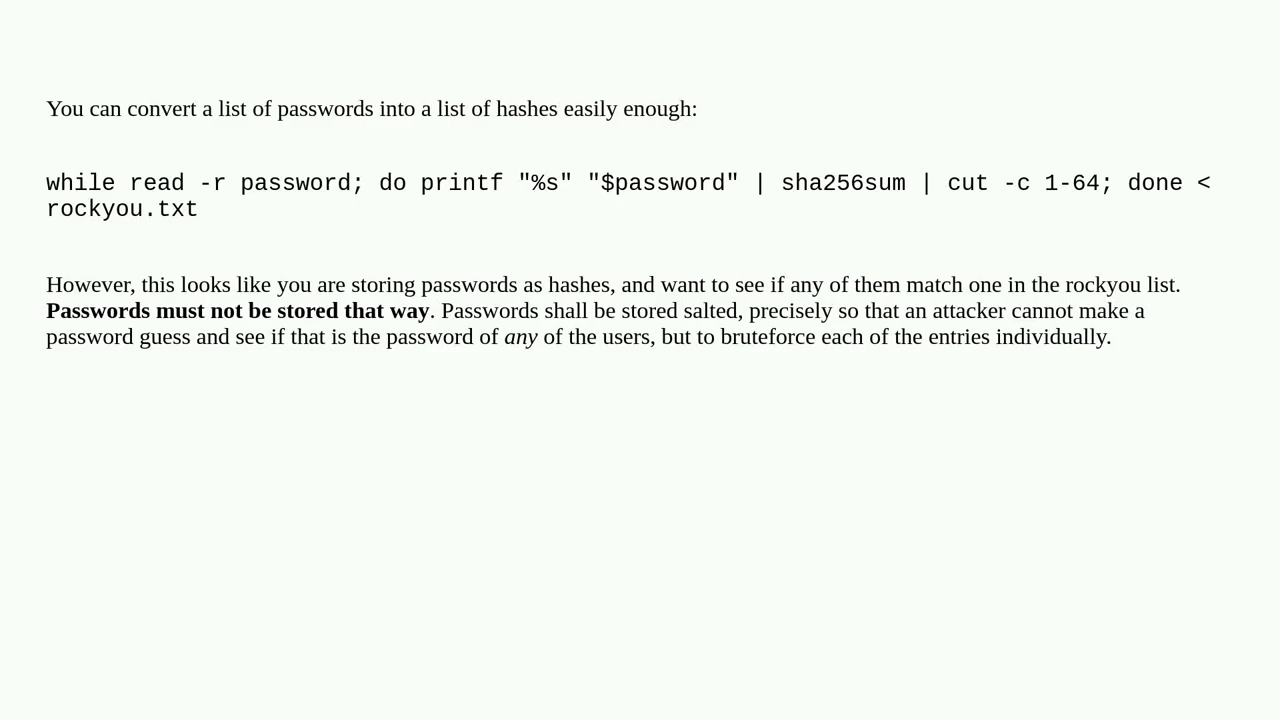 You can convert a list of passwords into a list of hashes easily enough:
while read -r password; do printf "%s" "$password" | sha256sum | cut -c 1-64; done <
rockyou.txt
However, this looks like you are storing passwords as hashes, and want to see if any of them match one in the rockyou list.
Passwords must not be stored that way. Passwords shall be stored salted, precisely so that an attacker cannot make a
password guess and see if that is the password of any of the users, but to bruteforce each of the entries individually.